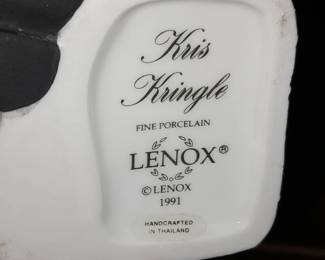 Kris
Kringle
FINE PORCELAIN
LENOX®
© LENOX
1991
HANDCRAFTED
IN THAILAND